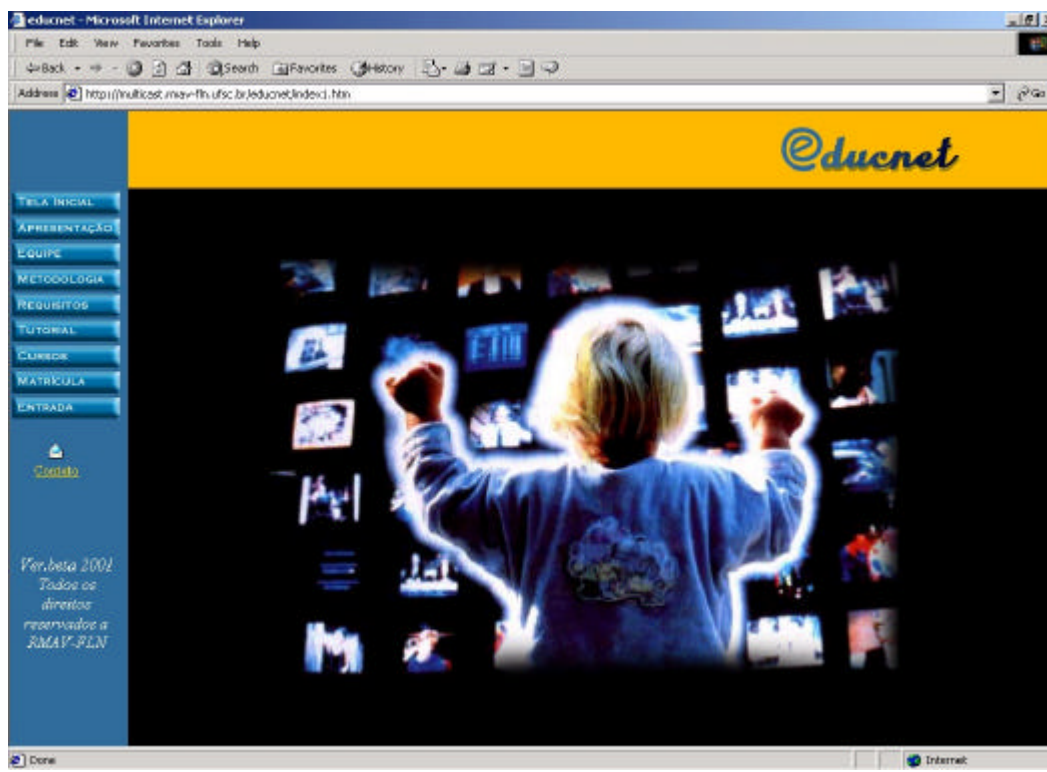 educnet - Microsoft Internet Explorer
File Edit View Favorites Tools Help
Back Search Favorites History
Address http://multicast.rmav-fln.ufsc.br/educnet/index1.htm Go
educnet
TELA INICIAL
APRESENTAÇÃO
EQUIPE
METODOLOGIA
REQUISITOS
TUTORIAL
CURSOS
MATRÍCULA
ENTRADA
Contato
Ver.beta 2001
Todos os
direitos
reservados a
RMAV-FLN
Done Internet